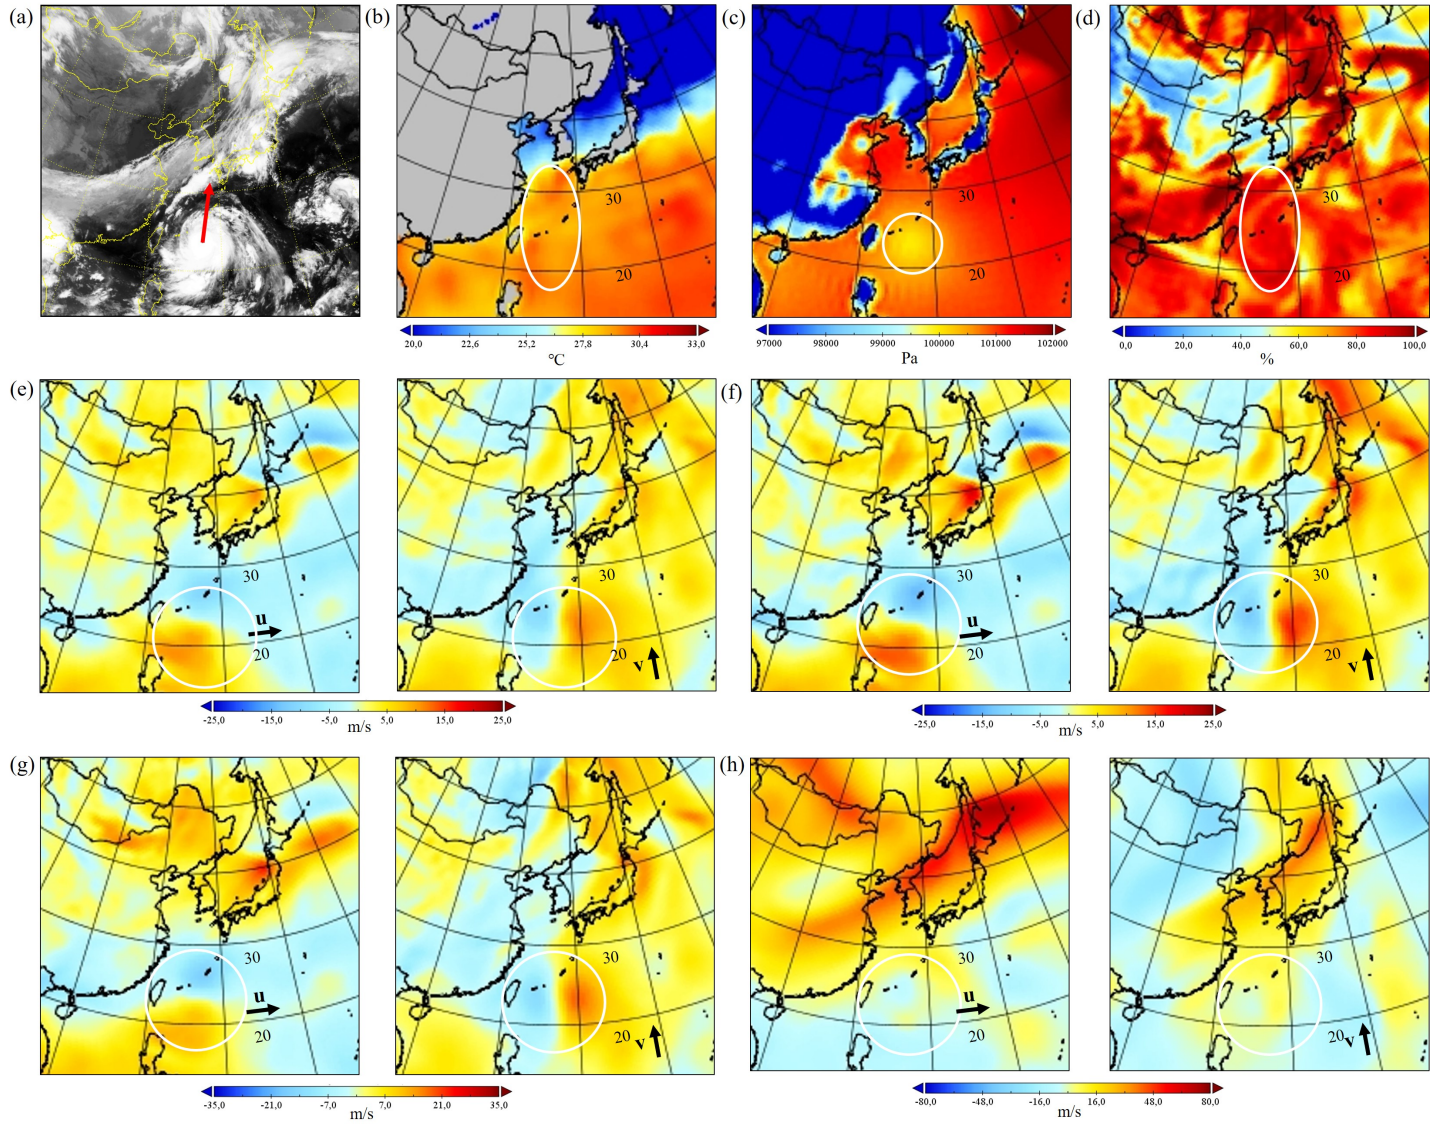 (a)
(b)
(c)
(d)
30
20
30
20
30
20
20,0 22,6 25,2 27,8 30,4 33,0
°C
97000 98000 99000 100000 101000 102000
Pa
0,0 20,0 40,0 60,0 80,0 100,0
%
(e)
(f)
30
u
20
30
20
v
30
u
20
30
20
v
-25,0 -15,0 -5,0 5,0 15,0 25,0
m/s
-25,0 -15,0 -5,0 5,0 15,0 25,0
m/s
(g)
(h)
30
u
20
30
20
v
30
u
20
30
20
v
-35,0 -21,0 -7,0 7,0 21,0 35,0
m/s
-80,0 -48,0 -16,0 16,0 48,0 80,0
m/s